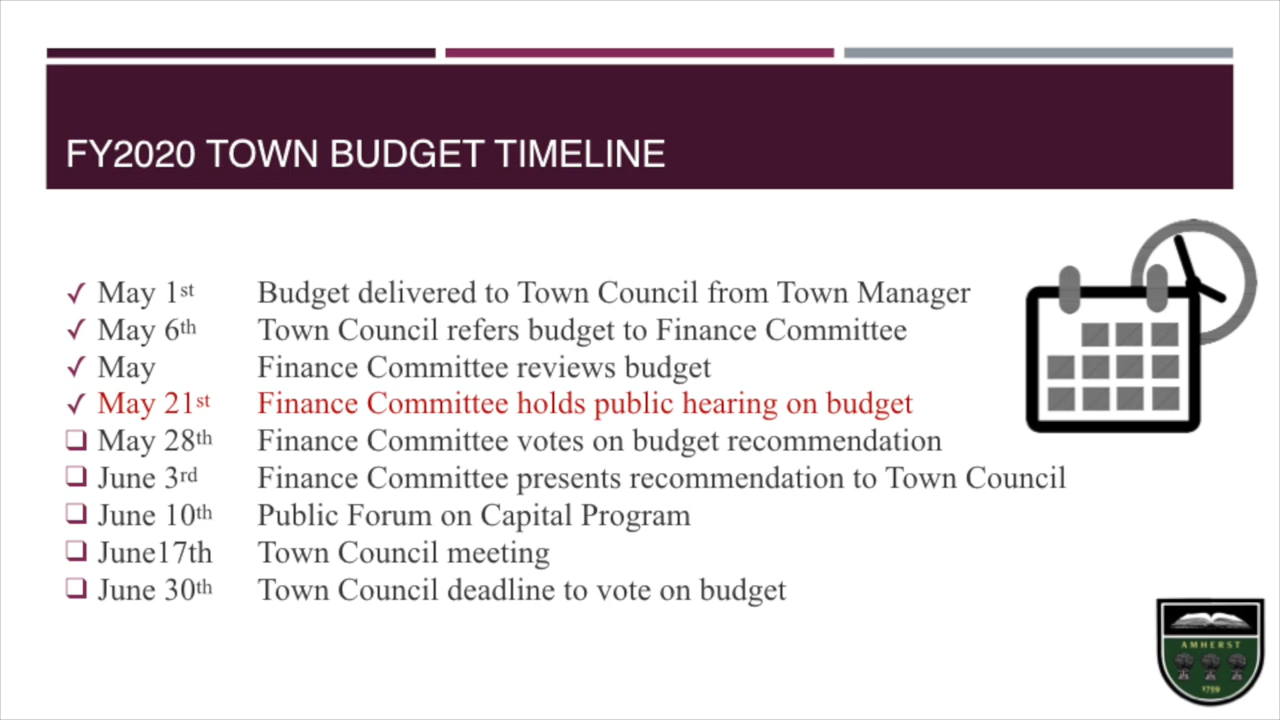 FY2020 TOWN BUDGET TIMELINE
✓ May 1st Budget delivered to Town Council from Town Manager
✓ May 6th Town Council refers budget to Finance Committee
✓ May Finance Committee reviews budget
✓ May 21st Finance Committee holds public hearing on budget
❑ May 28th Finance Committee votes on budget recommendation
❑ June 3rd Finance Committee presents recommendation to Town Council
❑ June 10th Public Forum on Capital Program
❑ June17th Town Council meeting
❑ June 30th Town Council deadline to vote on budget
AMHERST
1759